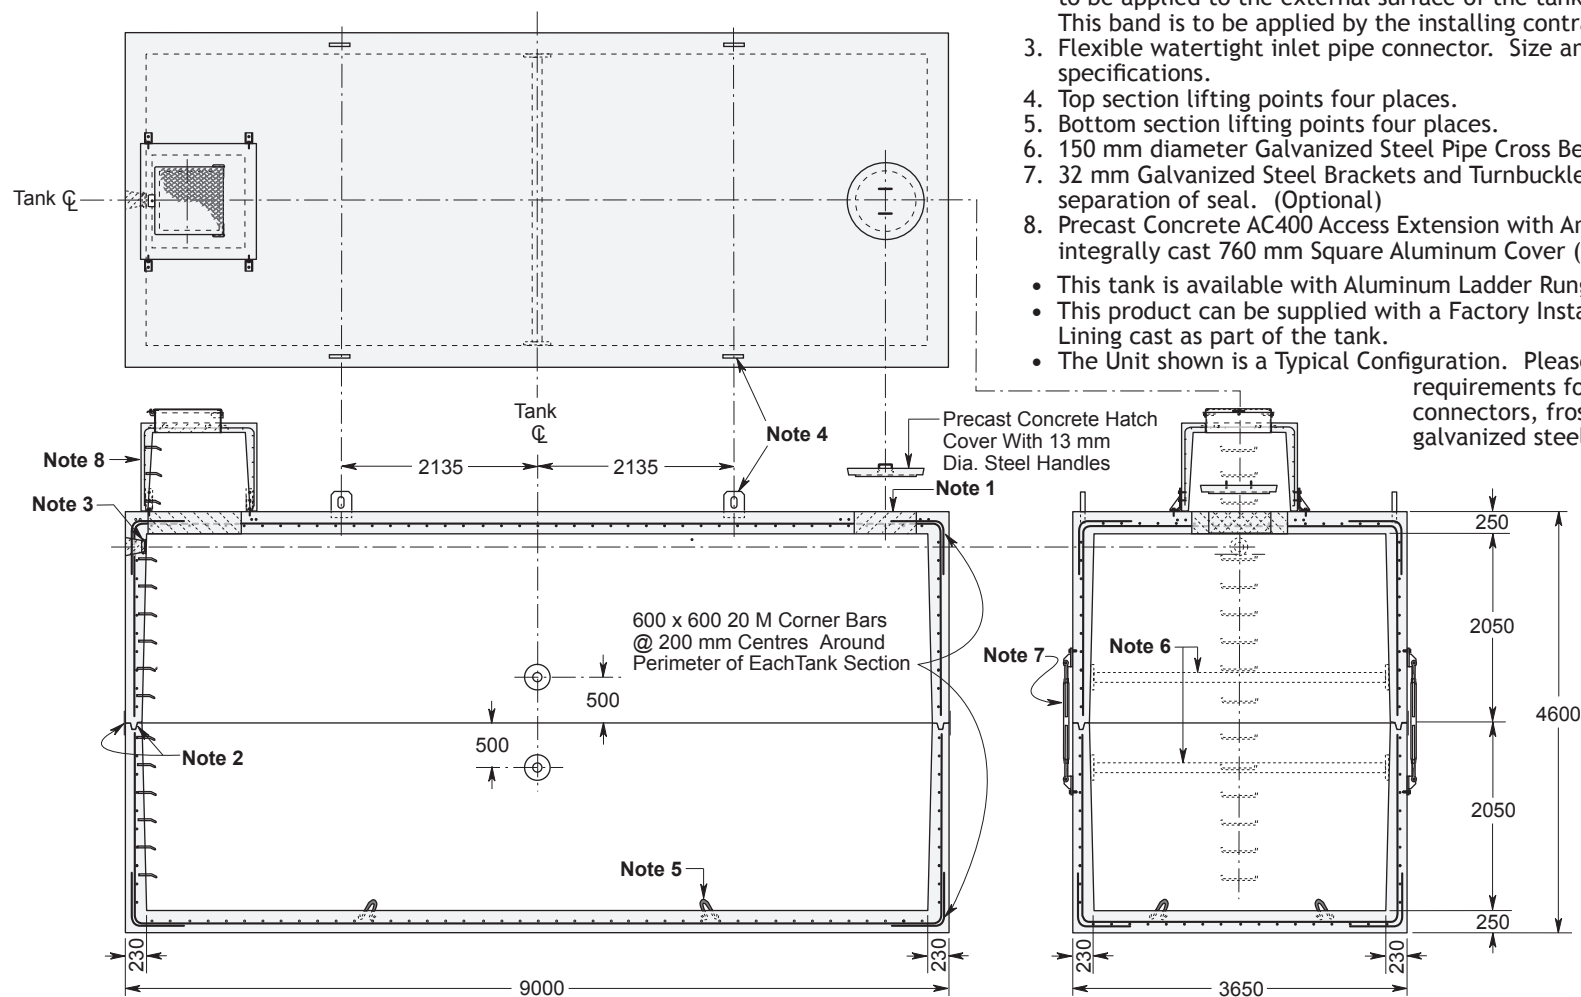 to be applied to the external surface of the tank
This band is to be applied by the installing contra
3. Flexible watertight inlet pipe connector. Size an
specifications.
4. Top section lifting points four places.
5. Bottom section lifting points four places.
6. 150 mm diameter Galvanized Steel Pipe Cross Be
7. 32 mm Galvanized Steel Brackets and Turnbuckle
separation of seal. (Optional)
8. Precast Concrete AC400 Access Extension with An
integrally cast 760 mm Square Aluminum Cover (
• This tank is available with Aluminum Ladder Rung
• This product can be supplied with a Factory Insta
Lining cast as part of the tank.
• The Unit shown is a Typical Configuration. Please
requirements fo
connectors, fros
galvanized steel
Tank ℄
Tank
℄
Note 4
Precast Concrete Hatch
Cover With 13 mm
Dia. Steel Handles
Note 8
2135
2135
Note 3
Note 1
250
600 x 600 20 M Corner Bars
@ 200 mm Centres Around
Perimeter of EachTank Section
2050
Note 7
Note 6
500
4600
500
Note 2
2050
Note 5
250
230
230
230
230
9000
3650